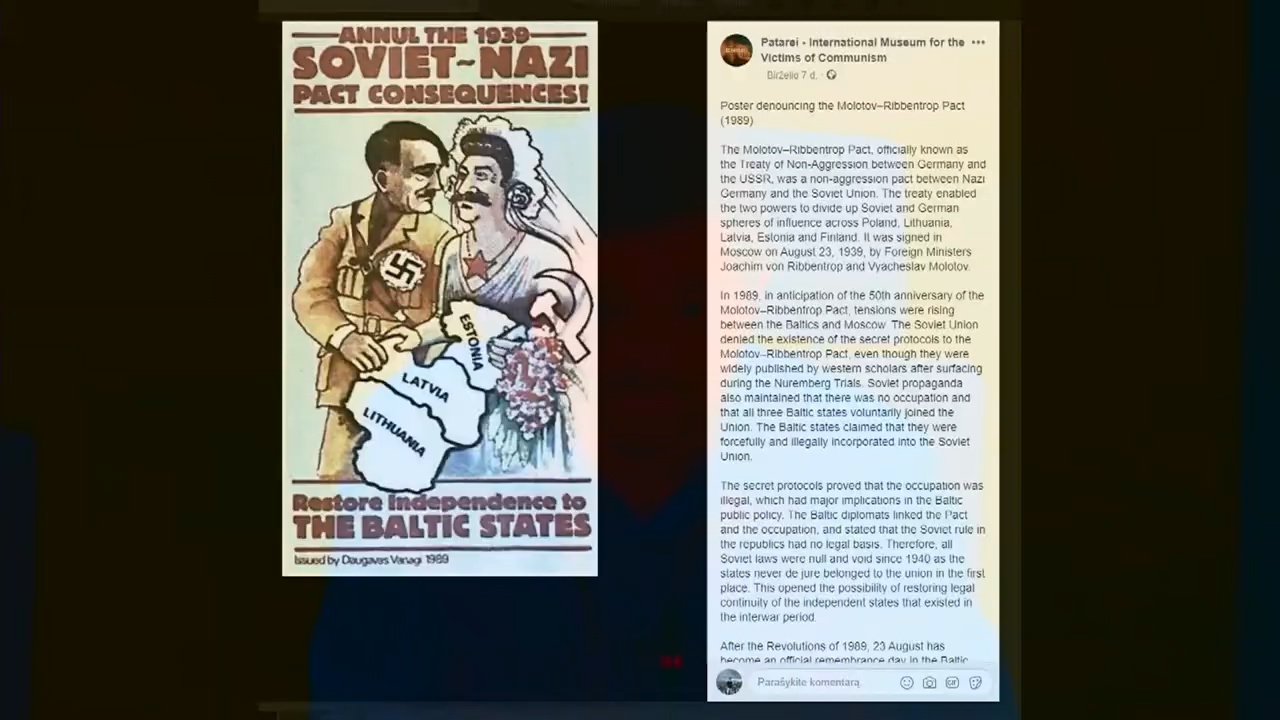 ANNUL THE 1939
SOVIET~NAZI
PACT CONSEQUENCES!
ESTONIA
LATVIA
LITHUANIA
Restore Independence to
THE BALTIC STATES
Issued by Daugavas Vanagi 1989
Patarei - International Museum for the
Victims of Communism
Birželio 7 d. ·
Poster denouncing the Molotov–Ribbentrop Pact
(1989)
The Molotov–Ribbentrop Pact, officially known as
the Treaty of Non-Aggression between Germany and
the USSR, was a non-aggression pact between Nazi
Germany and the Soviet Union. The treaty enabled
the two powers to divide up Soviet and German
spheres of influence across Poland, Lithuania,
Latvia, Estonia and Finland. It was signed in
Moscow on August 23, 1939, by Foreign Ministers
Joachim von Ribbentrop and Vyacheslav Molotov.
In 1989, in anticipation of the 50th anniversary of the
Molotov–Ribbentrop Pact, tensions were rising
between the Baltics and Moscow. The Soviet Union
denied the existence of the secret protocols to the
Molotov–Ribbentrop Pact, even though they were
widely published by western scholars after surfacing
during the Nuremberg Trials. Soviet propaganda
also maintained that there was no occupation and
that all three Baltic states voluntarily joined the
Union. The Baltic states claimed that they were
forcefully and illegally incorporated into the Soviet
Union.
The secret protocols proved that the occupation was
illegal, which had major implications in the Baltic
public policy. The Baltic diplomats linked the Pact
and the occupation, and stated that the Soviet rule in
the republics had no legal basis. Therefore, all
Soviet laws were null and void since 1940 as the
states never de jure belonged to the union in the first
place. This opened the possibility of restoring legal
continuity of the independent states that existed in
the interwar period.
After the Revolutions of 1989, 23 August has
become an official remembrance day in the Baltic
Parašykite komentarą...
GIF